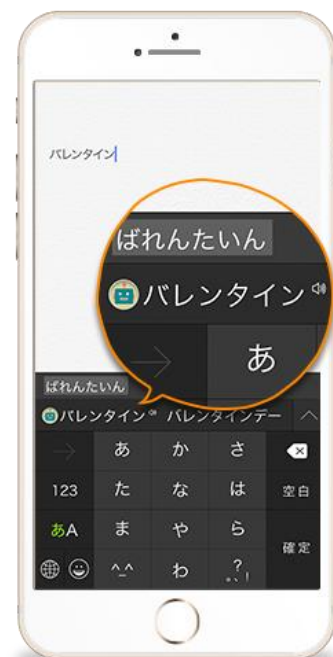 バレンタイン
ばれんたいん
バレンタイン
あ
ばれんたいん
バレンタイン バレンタインデー
→ あ か さ
123 た な は 空白
あA ま や ら 確定
^_^ わ 、。?!